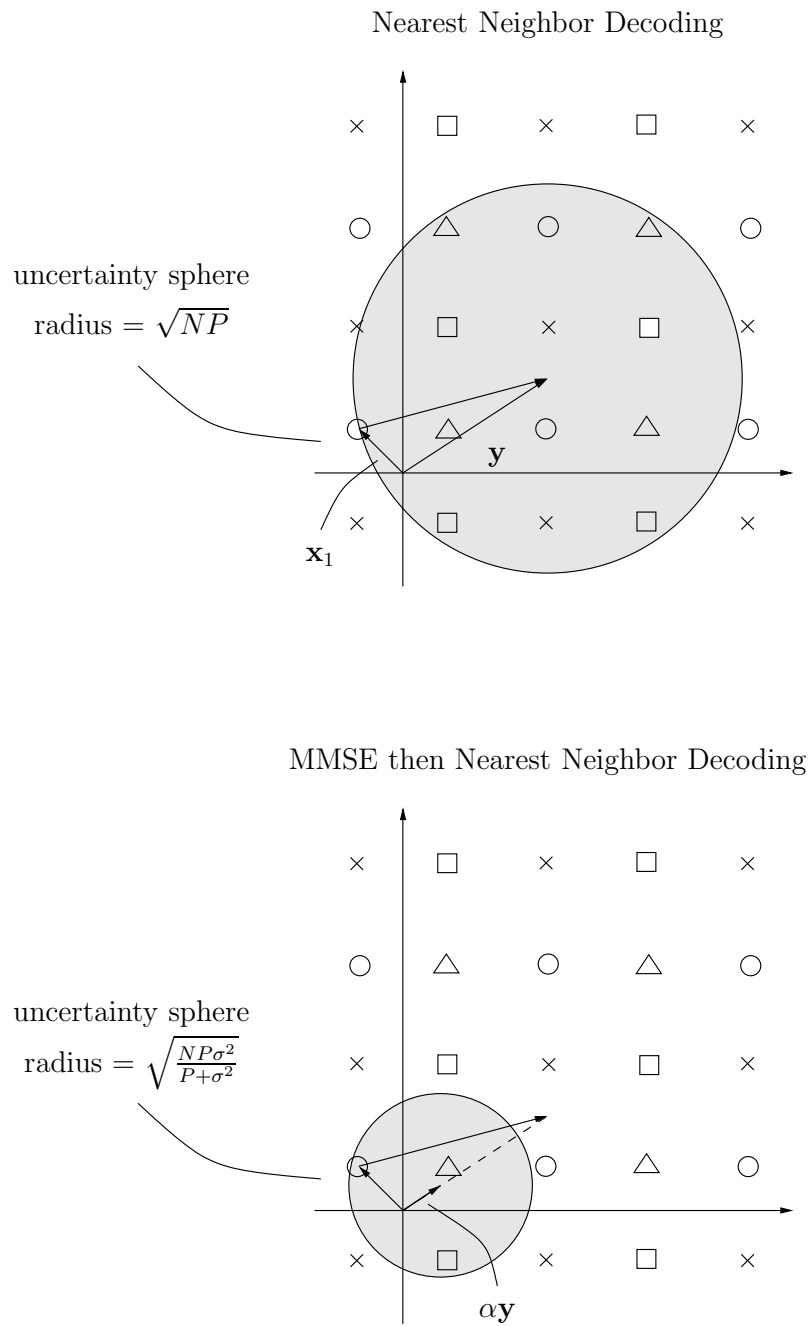 Nearest Neighbor Decoding
uncertainty sphere
radius = √NP
y
x₁
MMSE then Nearest Neighbor Decoding
uncertainty sphere
radius = √(NPσ²/(P+σ²))
αy